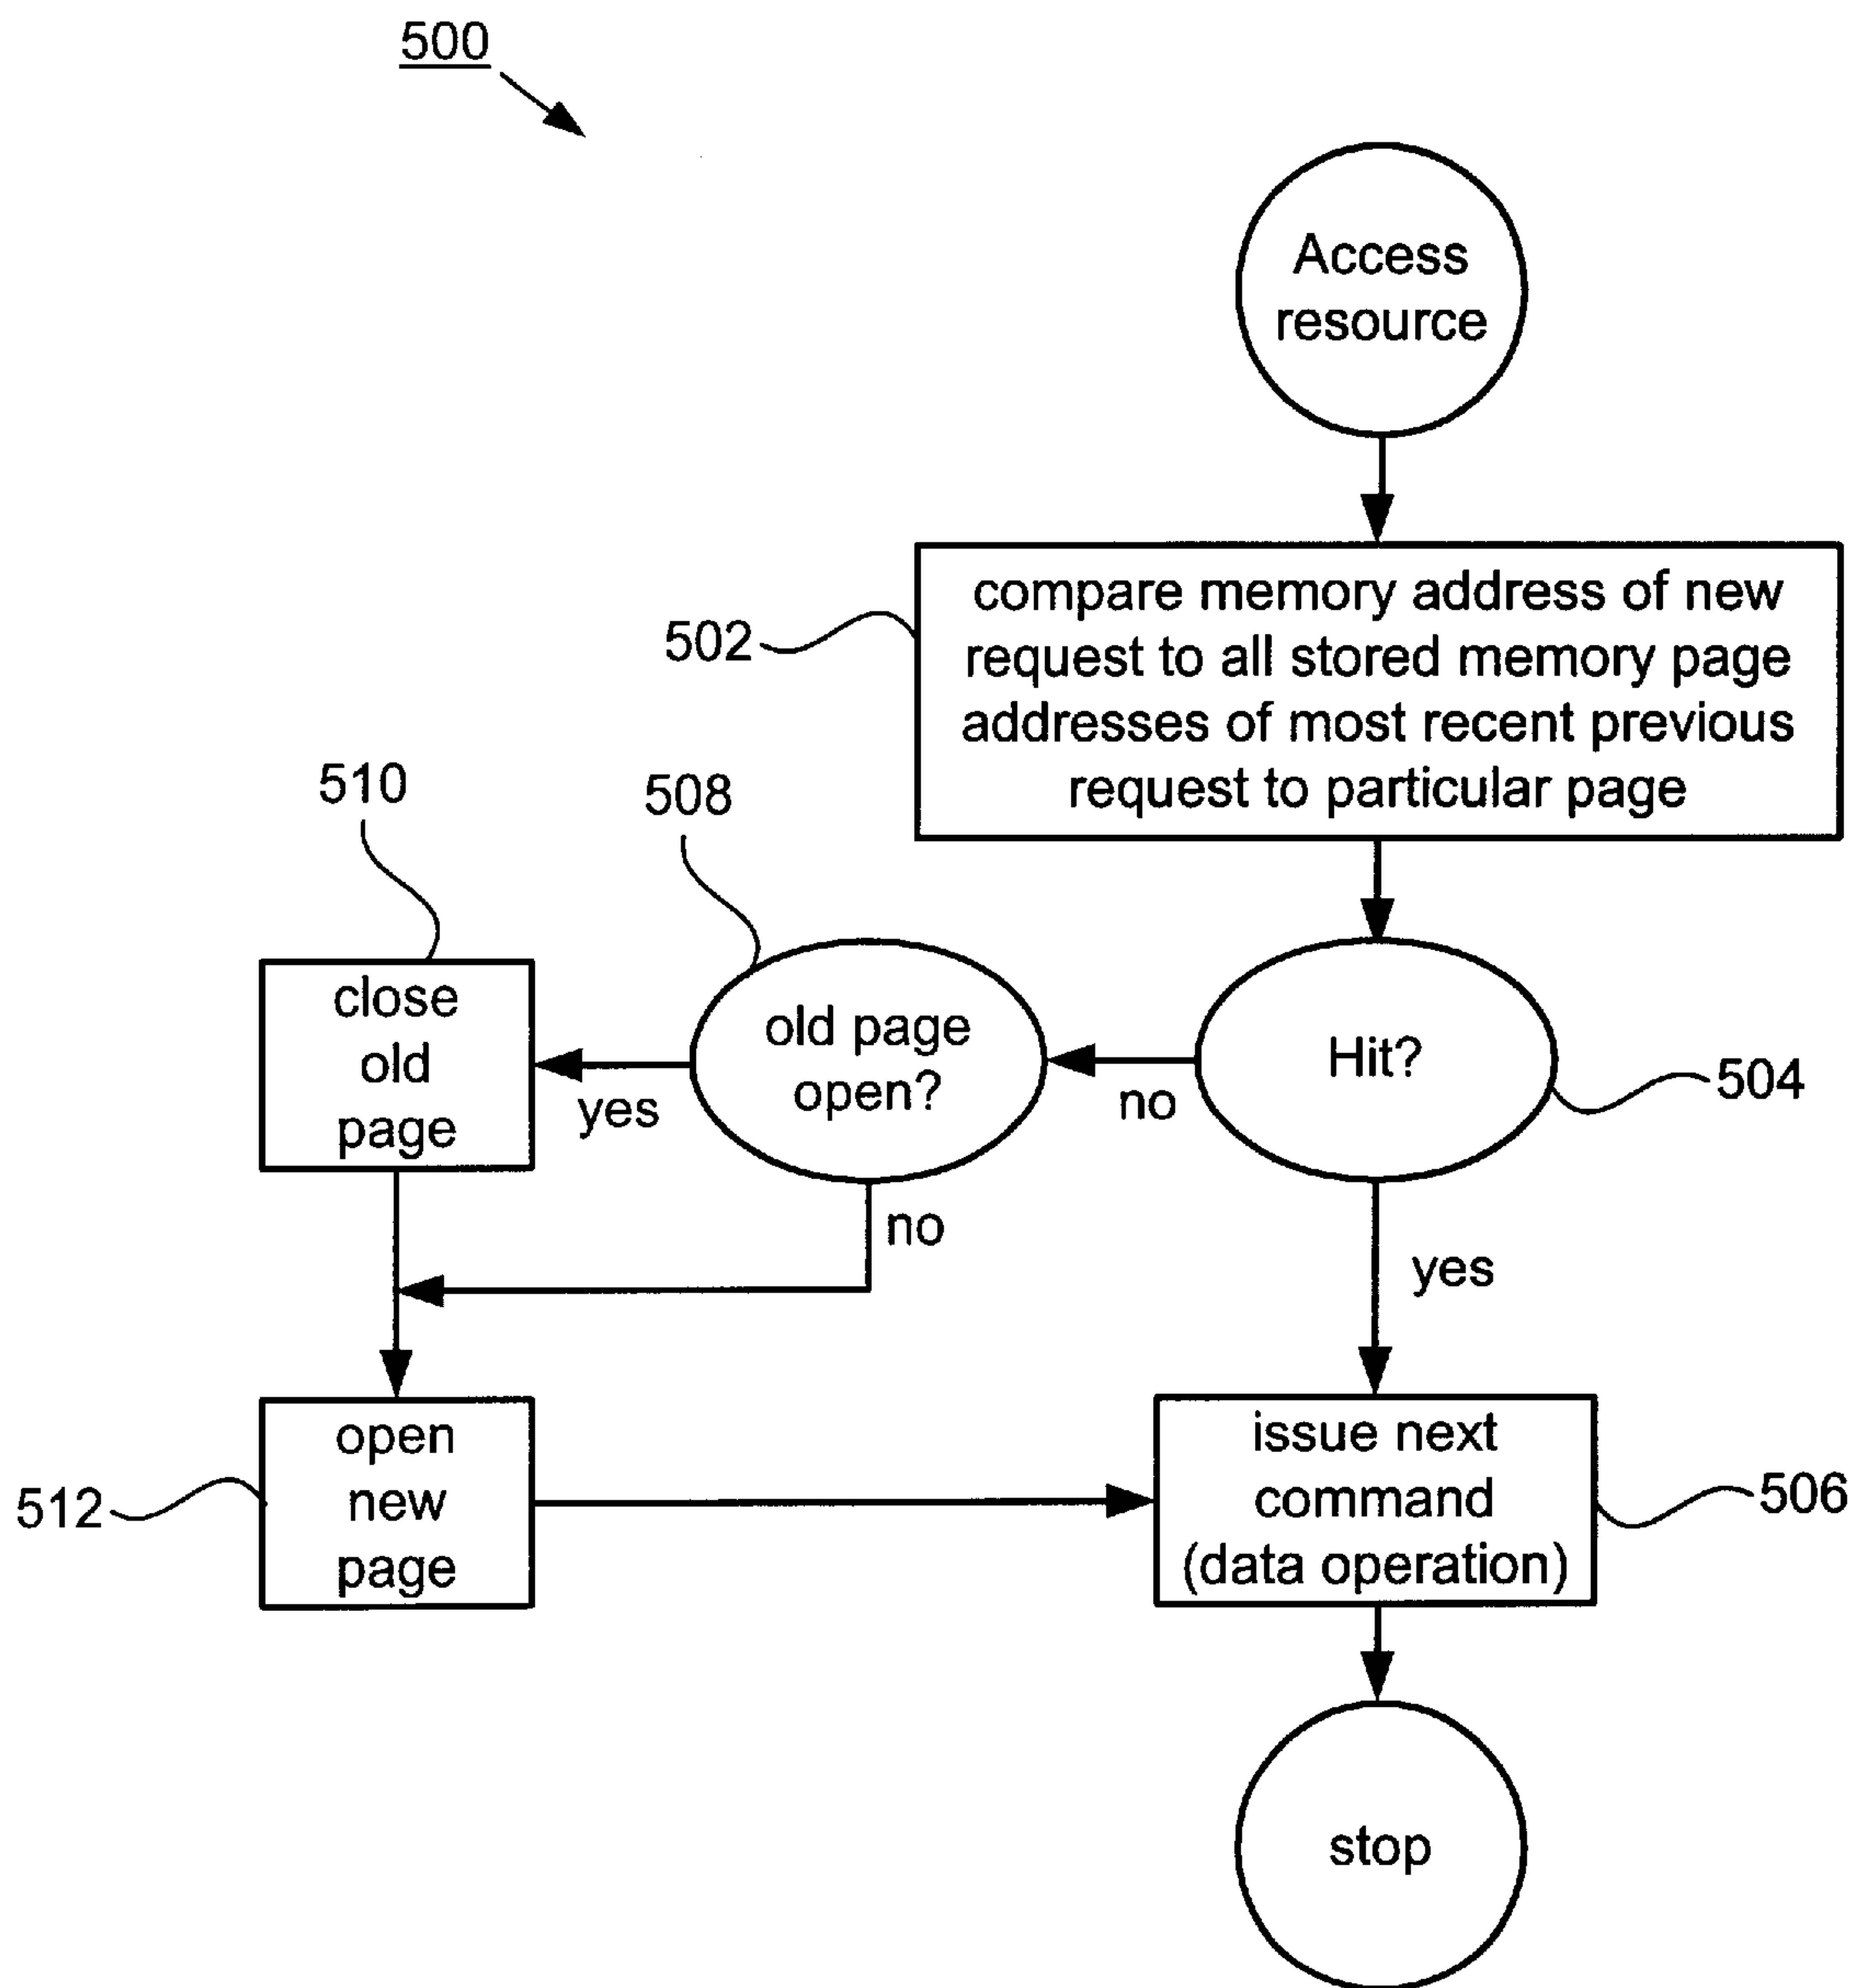 500
Access
resource
502
compare memory address of new
request to all stored memory page
addresses of most recent previous
request to particular page
510
508
close
old
page
yes
old page
open?
no
Hit?
504
no
yes
512
open
new
page
issue next
command
(data operation)
506
stop